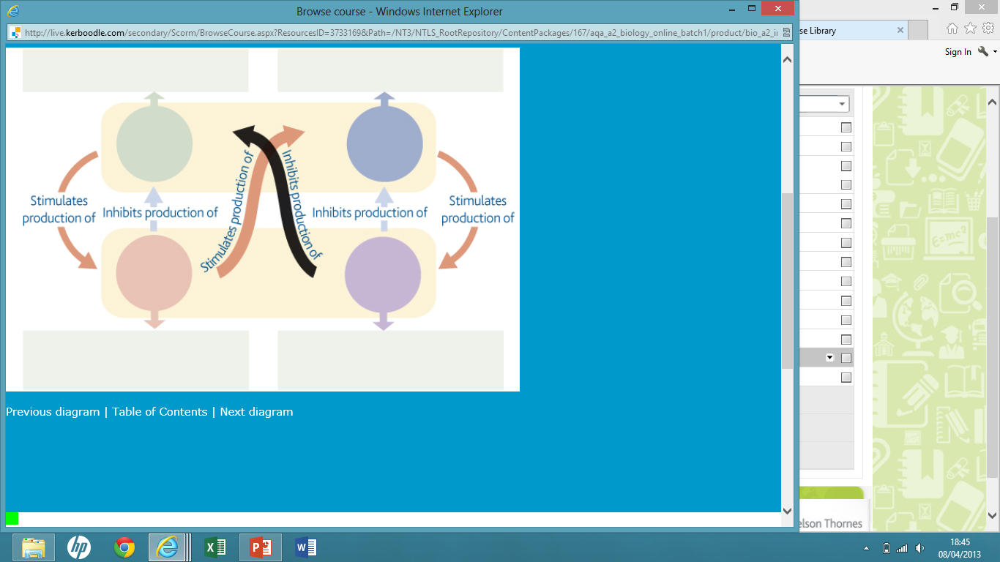 Browse course - Windows Internet Explorer
http://live.kerboodle.com/secondary/Scorm/BrowseCourse.aspx?ResourcesID=3733169&Path=/NT3/NTLS_RootRepository/ContentPackages/167/aqa_a2_biology_online_batch1/product/bio_a2_i
se Library
Sign In
Stimulates
production of
Inhibits production of
Stimulates production of
Inhibits production of
Inhibits production of
Stimulates
production of
E=mc²
Previous diagram | Table of Contents | Next diagram
elson Thornes
hp
18:45
08/04/2013